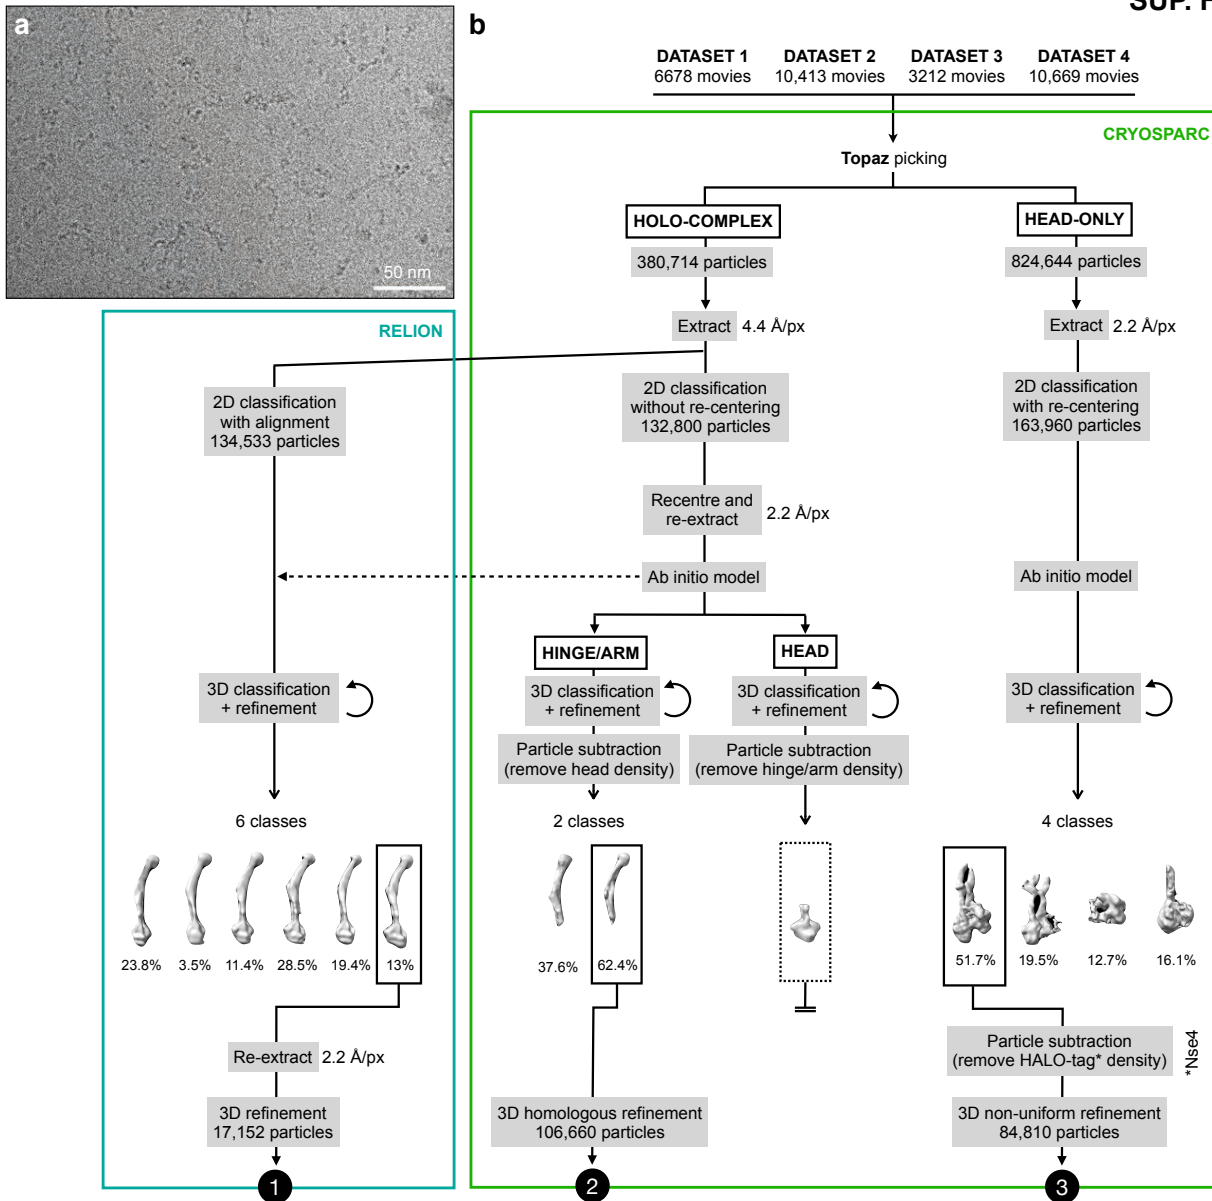 SUP. F
a
50 nm
b
DATASET 1
6678 movies
DATASET 2
10,413 movies
DATASET 3
3212 movies
DATASET 4
10,669 movies
CRYOSPARC
Topaz picking
HOLO-COMPLEX
380,714 particles
Extract 4.4 Å/px
HEAD-ONLY
824,644 particles
Extract 2.2 Å/px
RELION
2D classification
with alignment
134,533 particles
2D classification
without re-centering
132,800 particles
2D classification
with re-centering
163,960 particles
Recentre and
re-extract
2.2 Å/px
Ab initio model
Ab initio model
HINGE/ARM
HEAD
3D classification
+ refinement
3D classification
+ refinement
3D classification
+ refinement
3D classification
+ refinement
Particle subtraction
(remove head density)
Particle subtraction
(remove hinge/arm density)
6 classes
2 classes
4 classes
23.8% 3.5% 11.4% 28.5% 19.4% 13%
37.6% 62.4%
51.7% 19.5% 12.7% 16.1%
Re-extract 2.2 Å/px
Particle subtraction
(remove HALO-tag* density)
*Nse4
3D refinement
17,152 particles
3D homologous refinement
106,660 particles
3D non-uniform refinement
84,810 particles
1
2
3